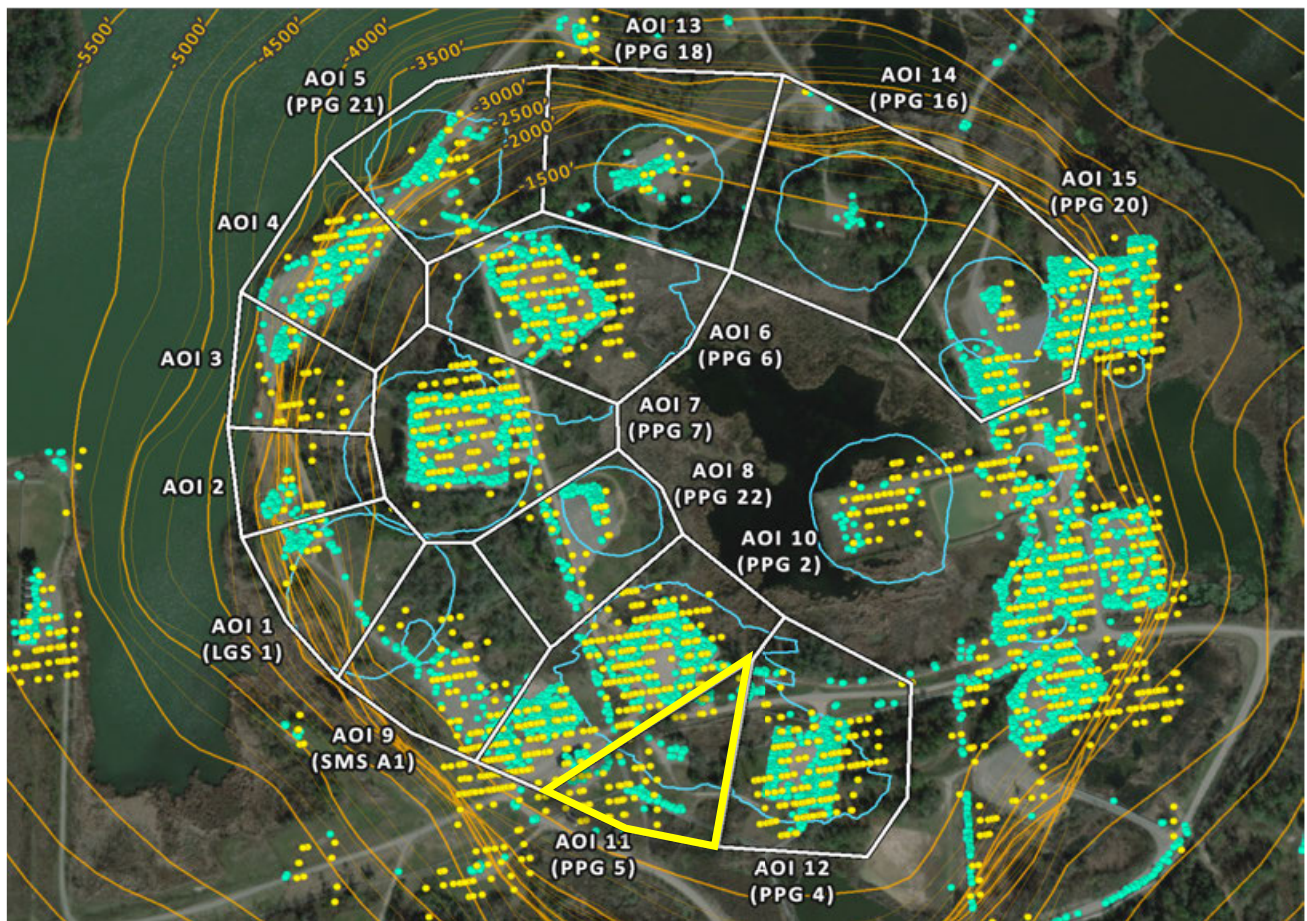 -5500'
-5000'
-4500'
-4000'
-3500'
-3000'
-2500'
-2000'
-1500'
AOI 13
(PPG 18)
AOI 5
(PPG 21)
AOI 14
(PPG 16)
AOI 15
(PPG 20)
AOI 4
AOI 3
AOI 6
(PPG 6)
AOI 7
(PPG 7)
AOI 2
AOI 8
(PPG 22)
AOI 10
(PPG 2)
AOI 1
(LGS 1)
AOI 9
(SMS A1)
AOI 11
(PPG 5)
AOI 12
(PPG 4)